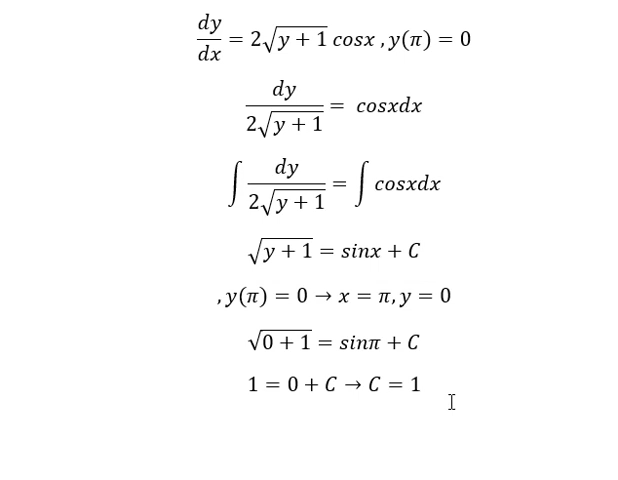 dy/dx = 2√(y + 1) cosx , y(π) = 0
dy/(2√(y + 1)) = cosxdx
∫ dy/(2√(y + 1)) = ∫ cosxdx
√(y + 1) = sinx + C
, y(π) = 0 → x = π, y = 0
√(0 + 1) = sinπ + C
1 = 0 + C → C = 1